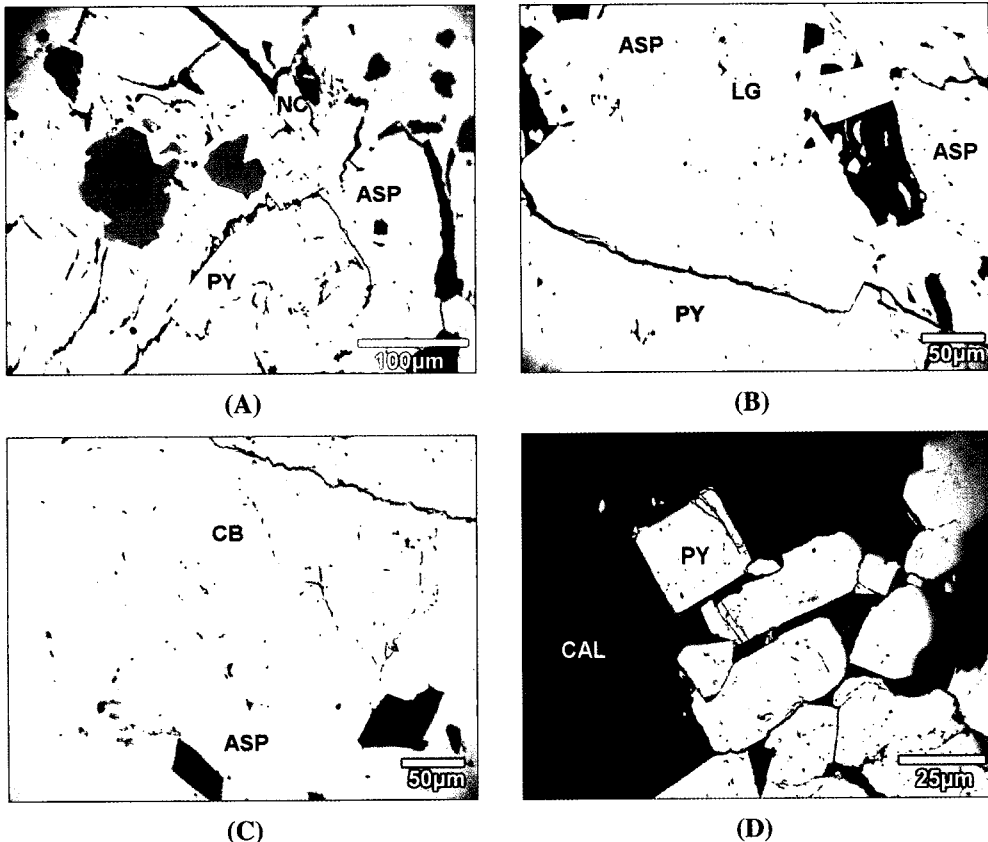 NC
ASP
PY
100μm
(A)
ASP
LG
ASP
PY
50μm
(B)
CB
ASP
50μm
(C)
PY
CAL
25μm
(D)